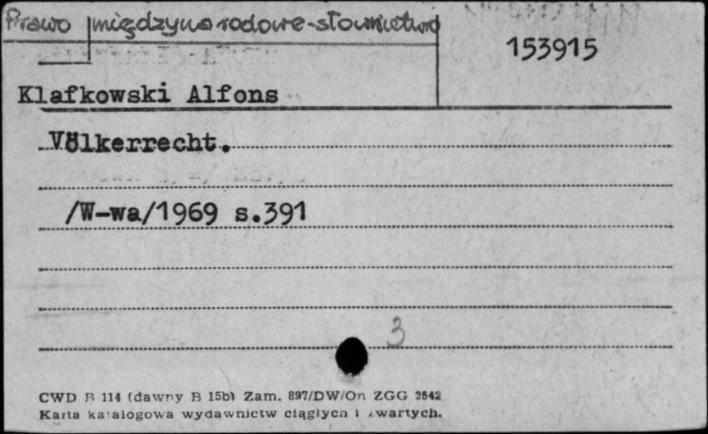 Prawo międzynarodowe-słownictwo
153915
Klafkowski Alfons
Völkerrecht.
/W-wa/1969 s.391
3
CWD B 114 (dawny B 15b) Zam. 897/DW/On ZGG 3542
Karta katalogowa wydawnictw ciągłych i zwartych.